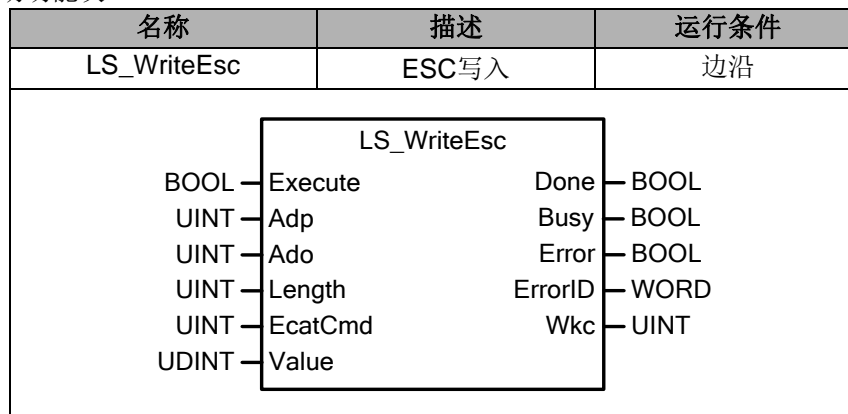 名称 描述 运行条件
LS_WriteEsc ESC写入 边沿
LS_WriteEsc
BOOL Execute Done BOOL
UINT Adp Busy BOOL
UINT Ado Error BOOL
UINT Length ErrorID WORD
UINT EcatCmd Wkc UINT
UDINT Value